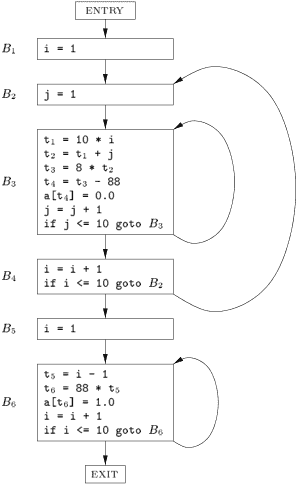 ENTRY
B₁ i = 1
B₂ j = 1
t₁ = 10 * i
t₂ = t₁ + j
t₃ = 8 * t₂
B₃ t₄ = t₃ - 88
a[t₄] = 0.0
j = j + 1
if j <= 10 goto B₃
B₄ i = i + 1
if i <= 10 goto B₂
B₅ i = 1
t₅ = i - 1
t₆ = 88 * t₅
B₆ a[t₆] = 1.0
i = i + 1
if i <= 10 goto B₆
EXIT